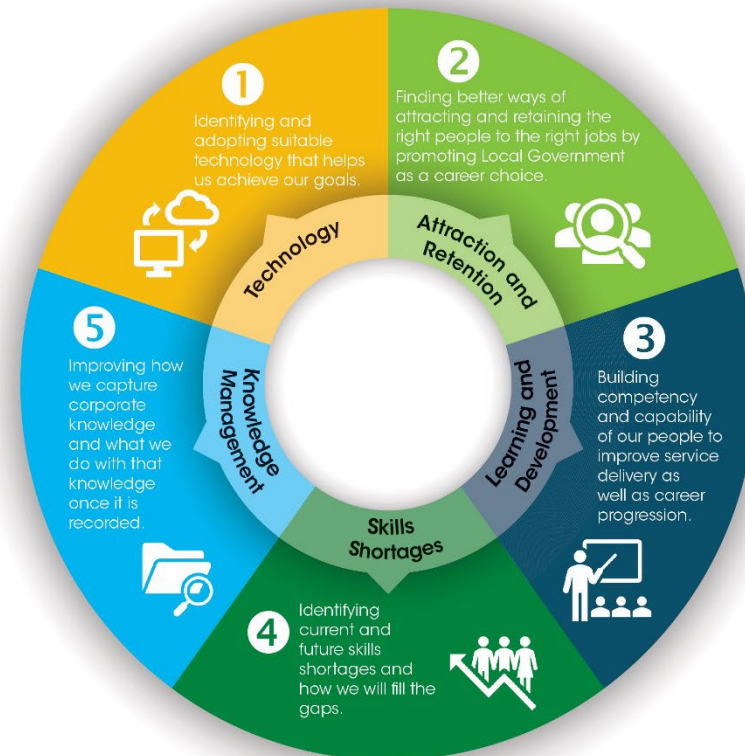 1
Identifying and
adopting suitable
technology that helps
us achieve our goals.
Technology
2
Finding better ways of
attracting and retaining the
right people to the right jobs by
promoting Local Government
as a career choice.
Attraction and
Retention
3
Building
competency
and capability
of our people to
improve service
delivery as
well as career
progression.
Learning and
Development
4
Identifying
current and
future skills
shortages and
how we will fill the
gaps.
Skills
Shortages
5
Improving how
we capture
corporate
knowledge
and what we
do with that
knowledge
once it is
recorded.
Knowledge
Management